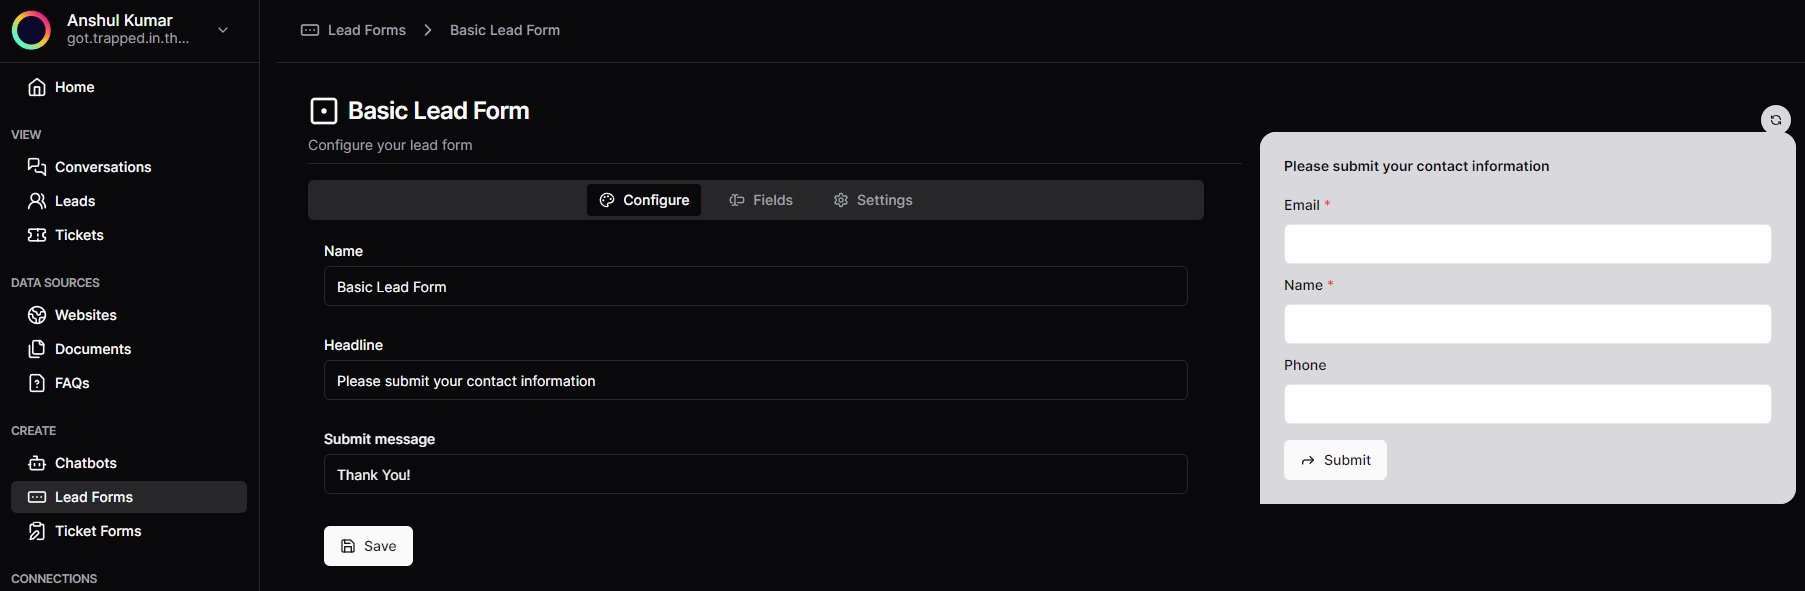 Anshul Kumar
got.trapped.in.th...
Home
VIEW
Conversations
Leads
Tickets
DATA SOURCES
Websites
Documents
FAQs
CREATE
Chatbots
Lead Forms
Ticket Forms
CONNECTIONS
Lead Forms > Basic Lead Form
Basic Lead Form
Configure your lead form
Configure Fields Settings
Name
Basic Lead Form
Headline
Please submit your contact information
Submit message
Thank You!
Save
Please submit your contact information
Email *
Name *
Phone
Submit